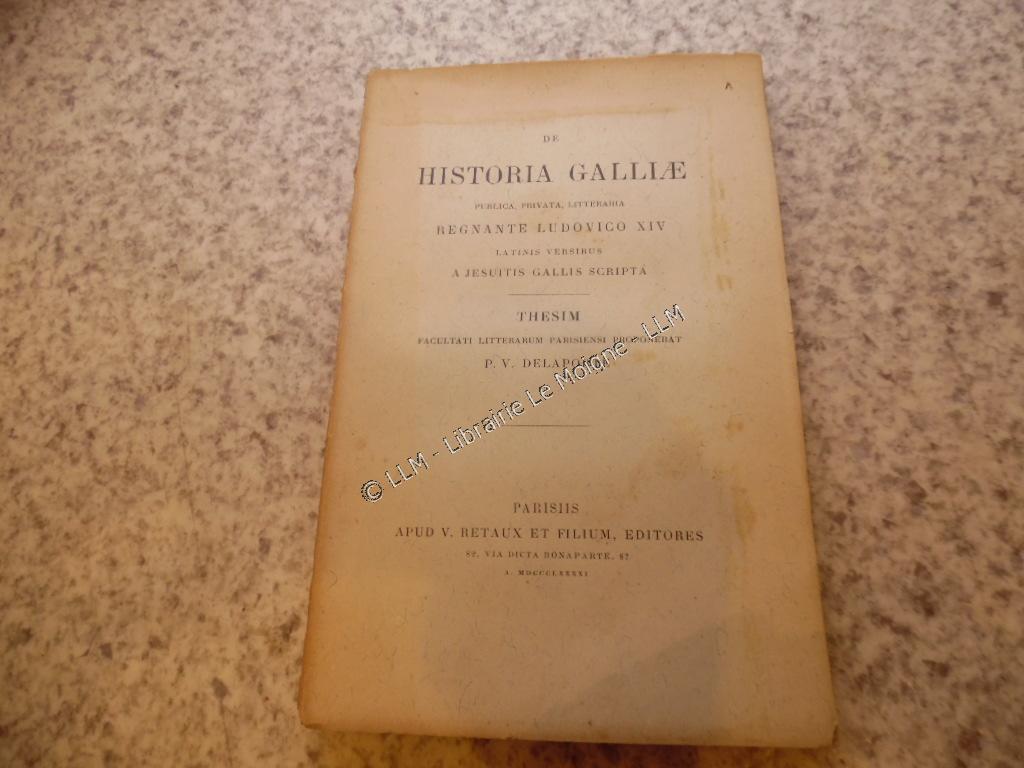 DE
HISTORIA GALLIÆ
PUBLICA, PRIVATA, LITTERARIA
REGNANTE LUDOVICO XIV
LATINIS VERSIBUS
A JESUITIS GALLIS SCRIPTA
THESIM
FACULTATI LITTERARUM PARISIENSI PROPONEBAT
P. V. DELAPORTE
© LLM - Librairie Le Moigne - LLM
PARISIIS
APUD V. RETAUX ET FILIUM, EDITORES
82, VIA DICTA BONAPARTE, 82
A. MDCCCLXXXXI